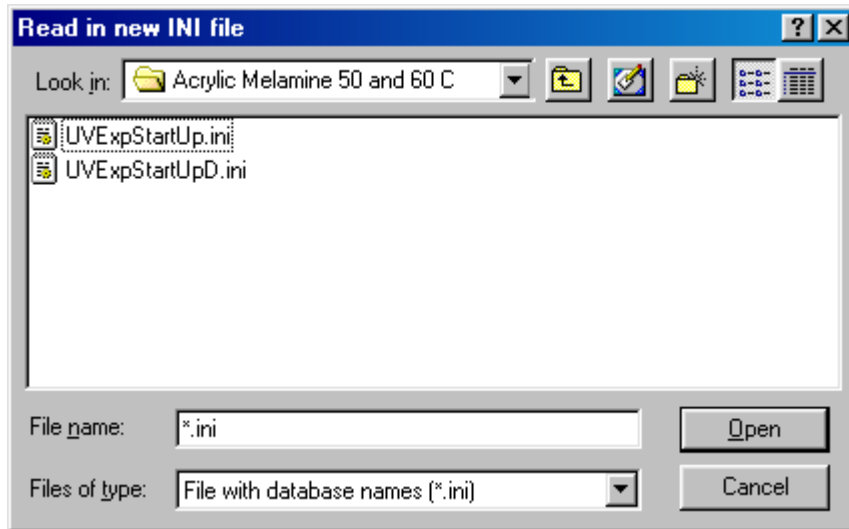 Read in new INI file
Look in: Acrylic Melamine 50 and 60 C
UVExpStartUp.ini
UVExpStartUpD.ini
File name: *.ini Open
Files of type: File with database names (*.ini) Cancel